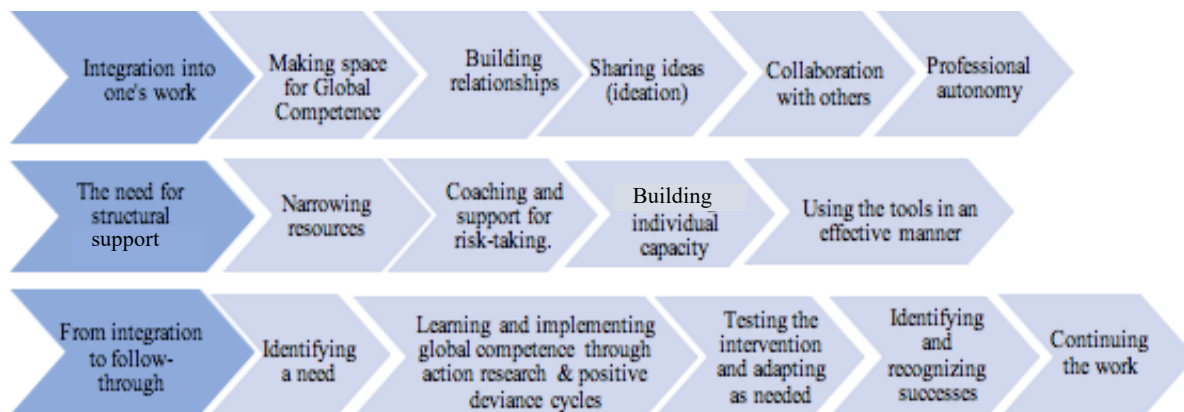 Integration into
one's work
Making space
for Global
Competence
Building
relationships
Sharing ideas
(ideation)
Collaboration
with others
Professional
autonomy
The need for
structural
support
Narrowing
resources
Coaching and
support for
risk-taking.
Building
individual
capacity
Using the tools in an
effective manner
From integration
to follow-
through
Identifying
a need
Learning and implementing
global competence through
action research & positive
deviance cycles
Testing the
intervention
and adapting
as needed
Identifying
and
recognizing
successes
Continuing
the work